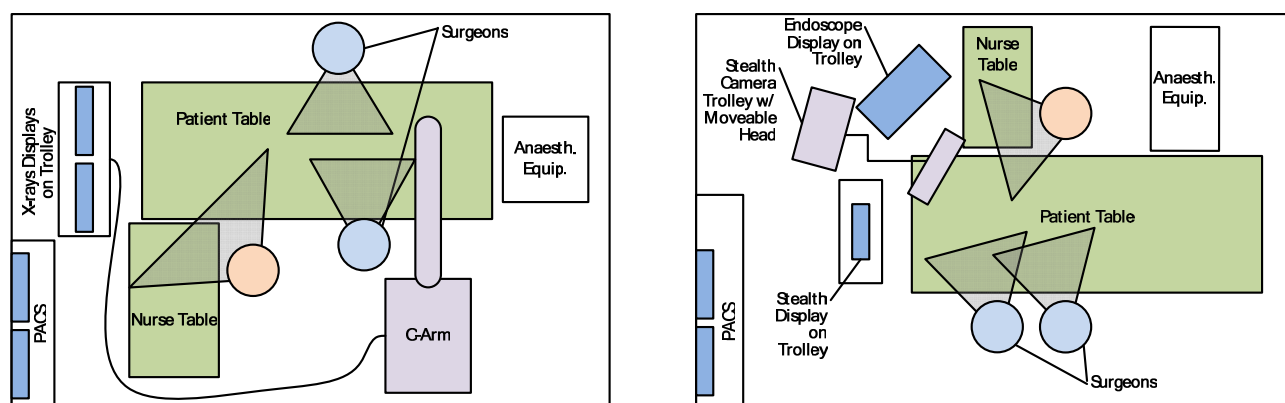 Surgeons
Patient Table
X-rays Displays
on Trolley
Anaesth.
Equip.
PACS
Nurse Table
C-Arm
Endoscope
Display on
Trolley
Nurse
Table
Stealth
Camera
Trolley w/
Moveable
Head
Anaesth.
Equip.
Patient Table
PACS
Stealth
Display
on
Trolley
Surgeons